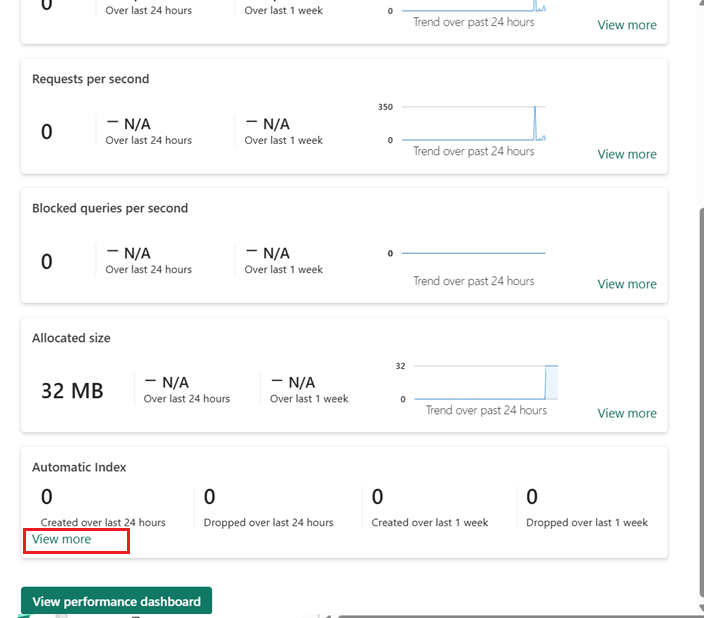 0
Over last 24 hours Over last 1 week 0
Trend over past 24 hours
View more
Requests per second
0 — N/A — N/A 350
Over last 24 hours Over last 1 week 0
Trend over past 24 hours
View more
Blocked queries per second
0 — N/A — N/A 0
Over last 24 hours Over last 1 week
Trend over past 24 hours
View more
Allocated size
32 MB — N/A — N/A 32
Over last 24 hours Over last 1 week 0
Trend over past 24 hours
View more
Automatic Index
0 0 0 0
Created over last 24 hours Dropped over last 24 hours Created over last 1 week Dropped over last 1 week
View more
View performance dashboard